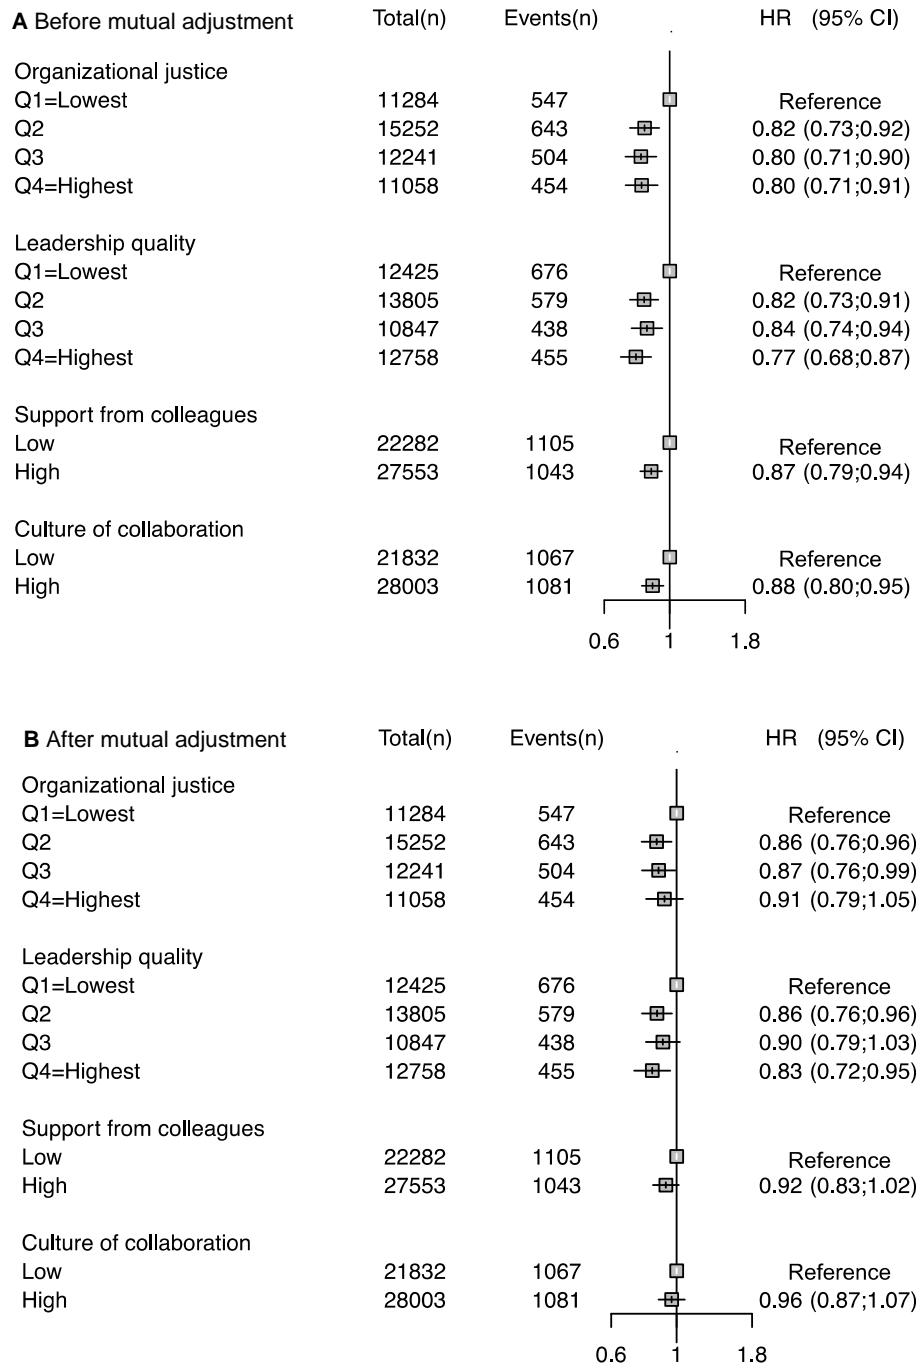 A Before mutual adjustment Total(n) Events(n) HR (95% CI)
Organizational justice
Q1=Lowest 11284 547 Reference
Q2 15252 643 0.82 (0.73;0.92)
Q3 12241 504 0.80 (0.71;0.90)
Q4=Highest 11058 454 0.80 (0.71;0.91)
Leadership quality
Q1=Lowest 12425 676 Reference
Q2 13805 579 0.82 (0.73;0.91)
Q3 10847 438 0.84 (0.74;0.94)
Q4=Highest 12758 455 0.77 (0.68;0.87)
Support from colleagues
Low 22282 1105 Reference
High 27553 1043 0.87 (0.79;0.94)
Culture of collaboration
Low 21832 1067 Reference
High 28003 1081 0.88 (0.80;0.95)
0.6 1 1.8
B After mutual adjustment Total(n) Events(n) HR (95% CI)
Organizational justice
Q1=Lowest 11284 547 Reference
Q2 15252 643 0.86 (0.76;0.96)
Q3 12241 504 0.87 (0.76;0.99)
Q4=Highest 11058 454 0.91 (0.79;1.05)
Leadership quality
Q1=Lowest 12425 676 Reference
Q2 13805 579 0.86 (0.76;0.96)
Q3 10847 438 0.90 (0.79;1.03)
Q4=Highest 12758 455 0.83 (0.72;0.95)
Support from colleagues
Low 22282 1105 Reference
High 27553 1043 0.92 (0.83;1.02)
Culture of collaboration
Low 21832 1067 Reference
High 28003 1081 0.96 (0.87;1.07)
0.6 1 1.8